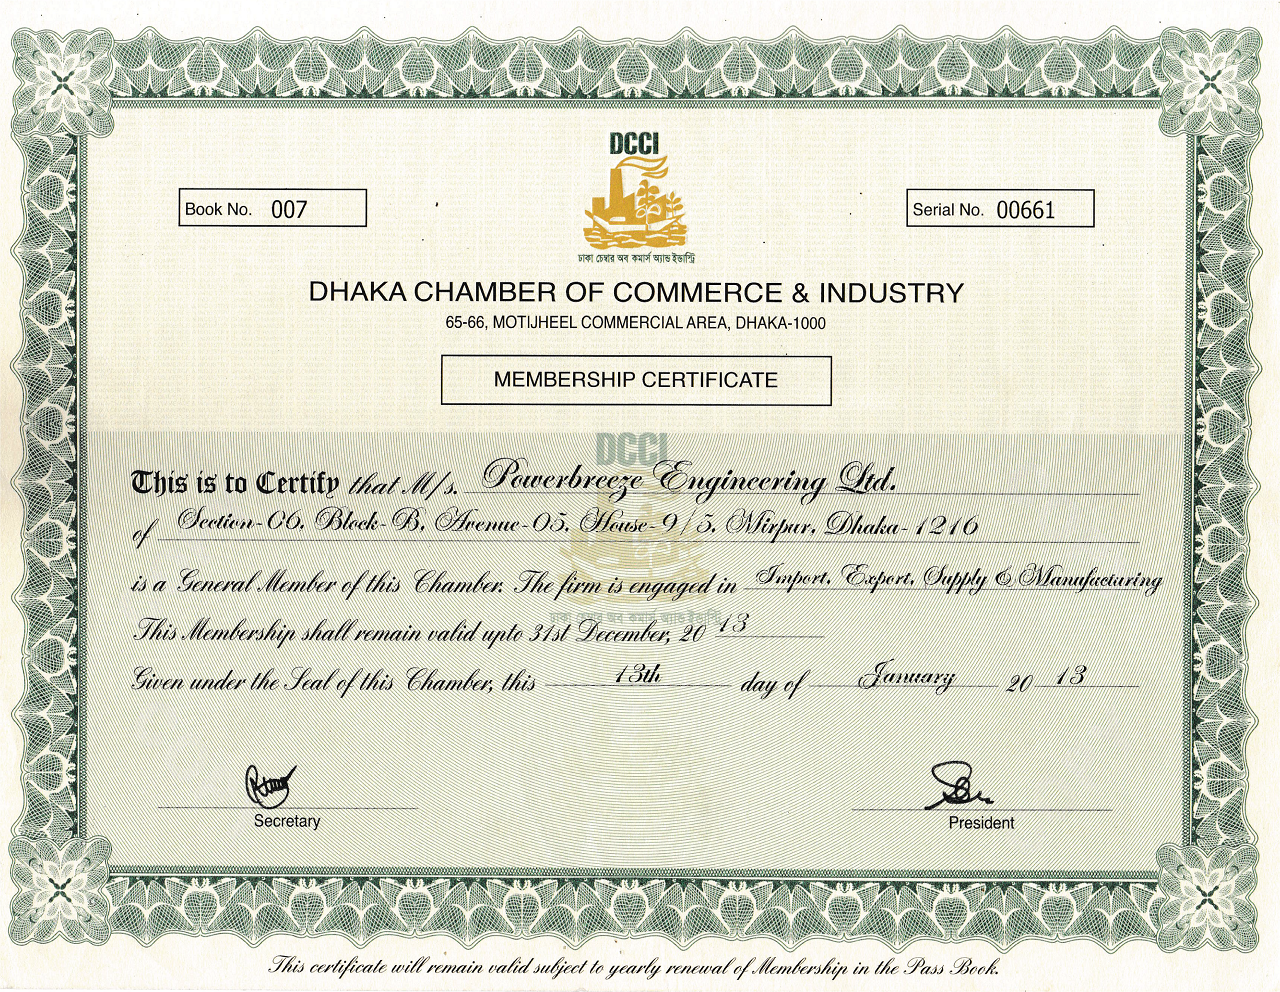 DCCI
Book No. 007
Serial No. 00661
ঢাকা চেম্বার অব কমার্স অ্যান্ড ইন্ডাস্ট্রি
DHAKA CHAMBER OF COMMERCE & INDUSTRY
65-66, MOTIJHEEL COMMERCIAL AREA, DHAKA-1000
MEMBERSHIP CERTIFICATE
DCCI
This is to Certify that M/s. Powerbreeze Engineering Ltd.
of Section-06, Block-B, Avenue-05, House-9/5, Mirpur, Dhaka-1216
is a General Member of this Chamber. The firm is engaged in Import, Export, Supply & Manufacturing
This Membership shall remain valid upto 31st December, 2013
Given under the Seal of this Chamber, this 13th day of January 2013
Secretary
President
This certificate will remain valid subject to yearly renewal of Membership in the Pass Book.